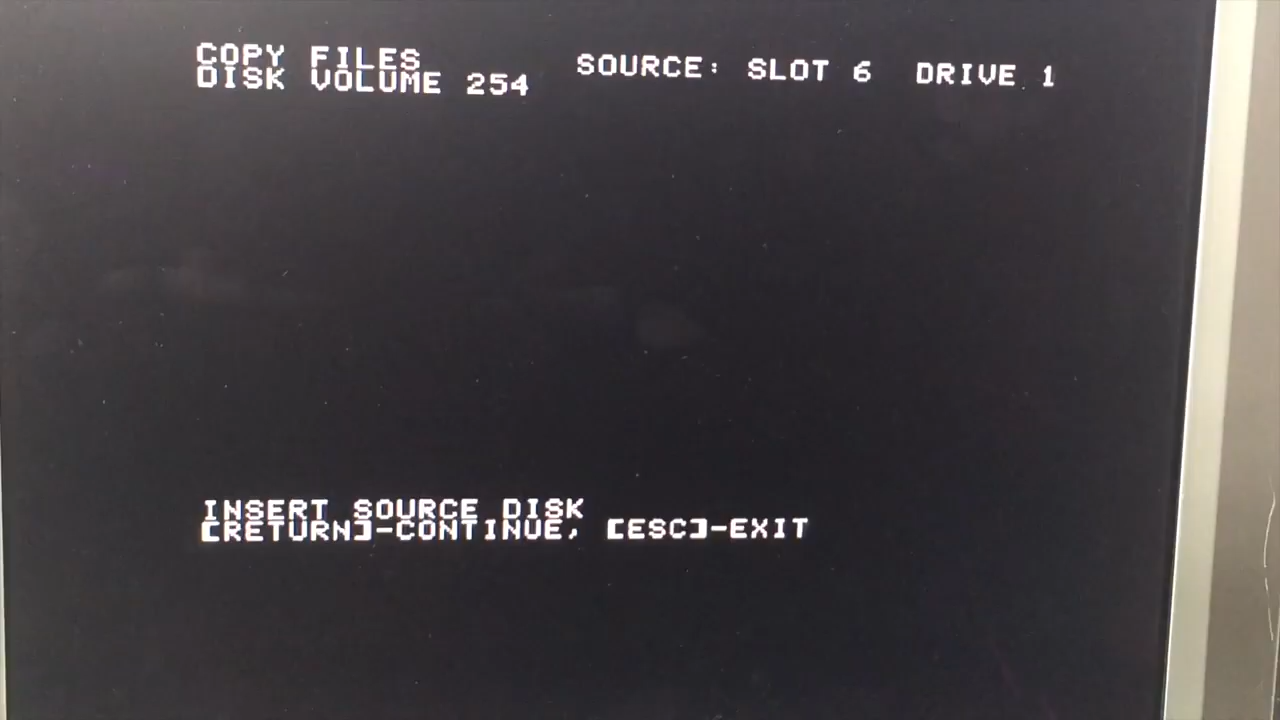 COPY FILES SOURCE: SLOT 6 DRIVE 1
DISK VOLUME 254
INSERT SOURCE DISK
[RETURN]-CONTINUE, [ESC]-EXIT